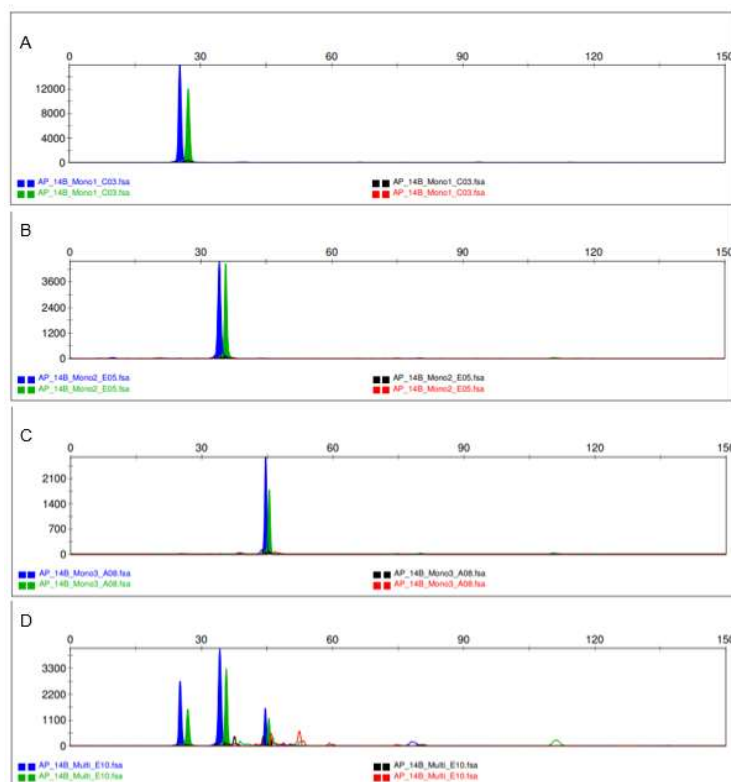 A
0 30 60 90 120 150
12000
8000
4000
0
AP_14B_Mono1_C03.fsa AP_14B_Mono1_C03.fsa
AP_14B_Mono1_C03.fsa AP_14B_Mono1_C03.fsa
B
0 30 60 90 120 150
3600
2400
1200
0
AP_14B_Mono2_E05.fsa AP_14B_Mono2_E05.fsa
AP_14B_Mono2_E05.fsa AP_14B_Mono2_E05.fsa
C
0 30 60 90 120 150
2100
1400
700
0
AP_14B_Mono3_A08.fsa AP_14B_Mono3_A08.fsa
AP_14B_Mono3_A08.fsa AP_14B_Mono3_A08.fsa
D
0 30 60 90 120 150
3300
2200
1100
0
AP_14B_Multi_E10.fsa AP_14B_Multi_E10.fsa
AP_14B_Multi_E10.fsa AP_14B_Multi_E10.fsa